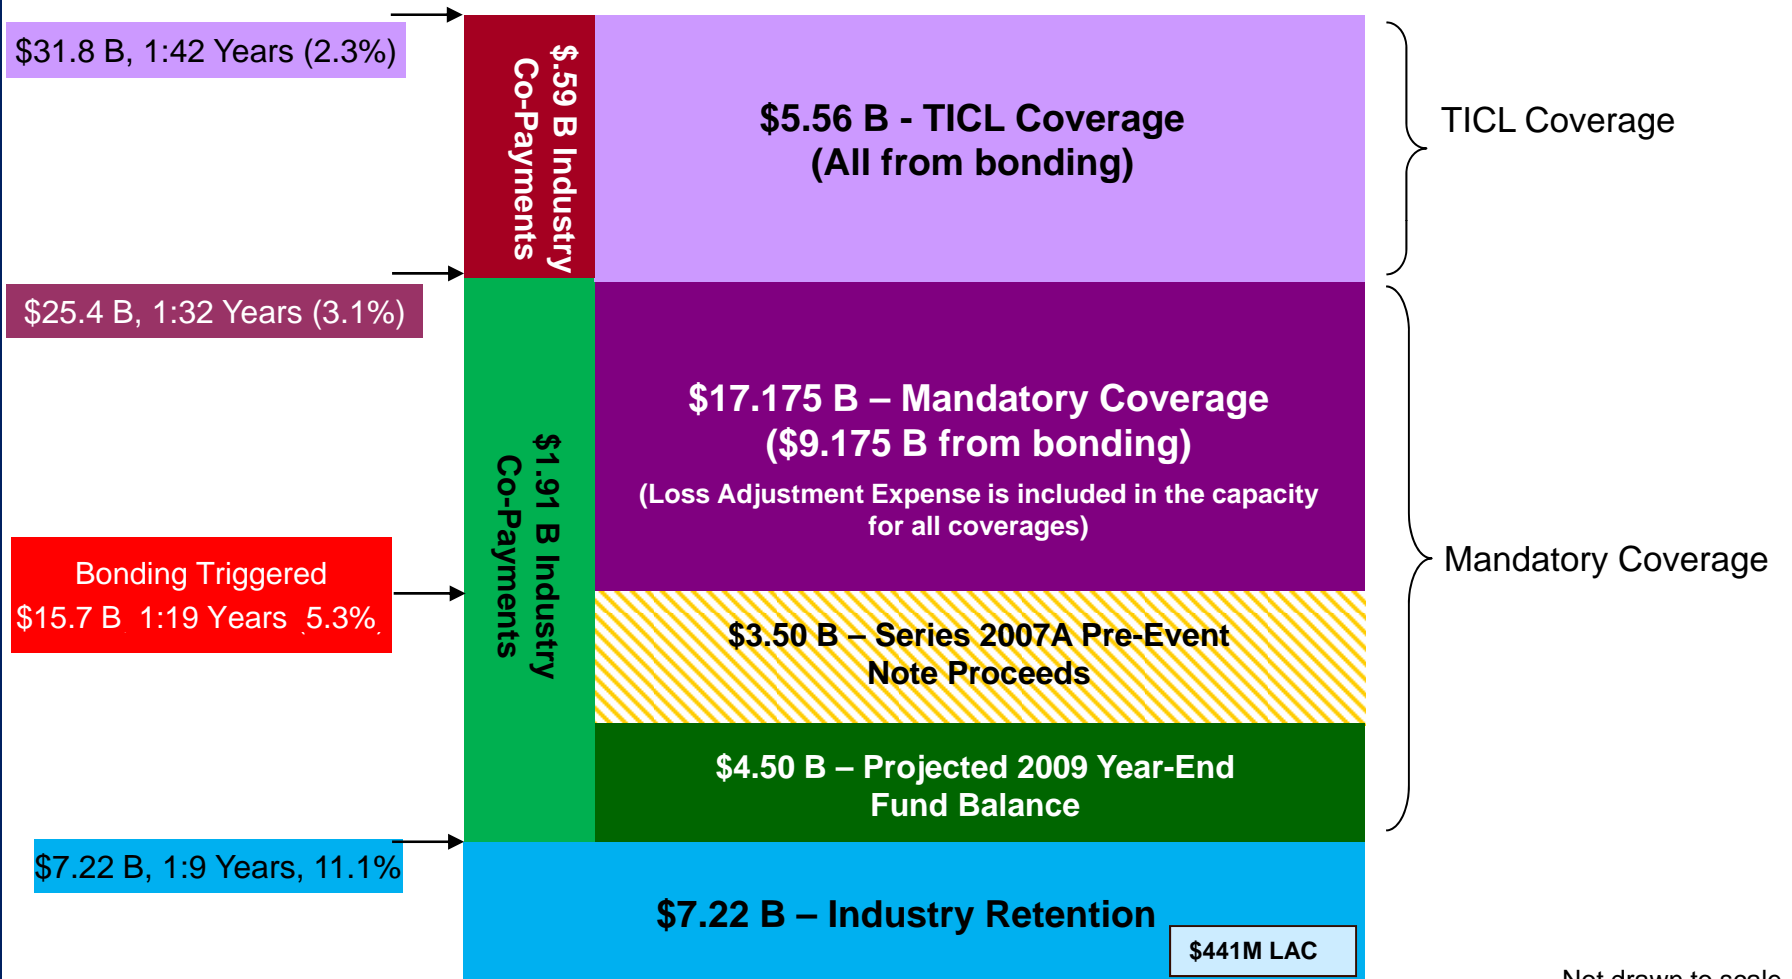 $31.8 B, 1:42 Years (2.3%)
$.59 B Industry
Co-Payments
$5.56 B - TICL Coverage
(All from bonding)
TICL Coverage
$25.4 B, 1:32 Years (3.1%)
$17.175 B – Mandatory Coverage
($9.175 B from bonding)
(Loss Adjustment Expense is included in the capacity
for all coverages)
$1.91 B Industry
Co-Payments
Mandatory Coverage
Bonding Triggered
$15.7 B, 1:19 Years (5.3%)
$3.50 B – Series 2007A Pre-Event
Note Proceeds
$4.50 B – Projected 2009 Year-End
Fund Balance
$7.22 B, 1:9 Years, 11.1%
$7.22 B – Industry Retention
$441M LAC
Not drawn to scale